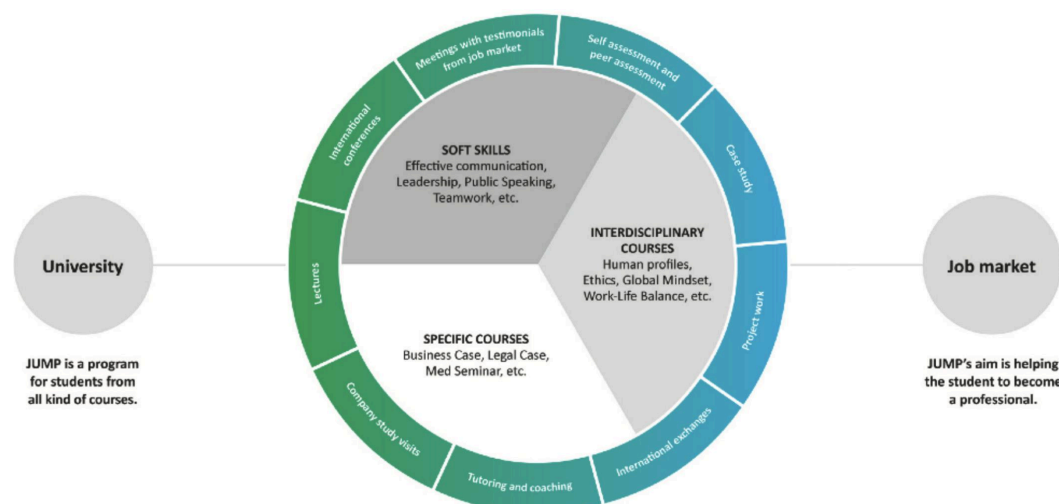 Meetings with testimonials
from job market
Self assessment and
peer assessment
International
conferences
Case study
SOFT SKILLS
Effective communication,
Leadership, Public Speaking,
Teamwork, etc.
INTERDISCIPLINARY
COURSES
Human profiles,
Ethics, Global Mindset,
Work-Life Balance, etc.
University
Job market
Lectures
Project work
SPECIFIC COURSES
Business Case, Legal Case,
Med Seminar, etc.
JUMP is a program
for students from
all kind of courses.
JUMP's aim is helping
the student to become
a professional.
Company study visits
International exchanges
Tutoring and coaching